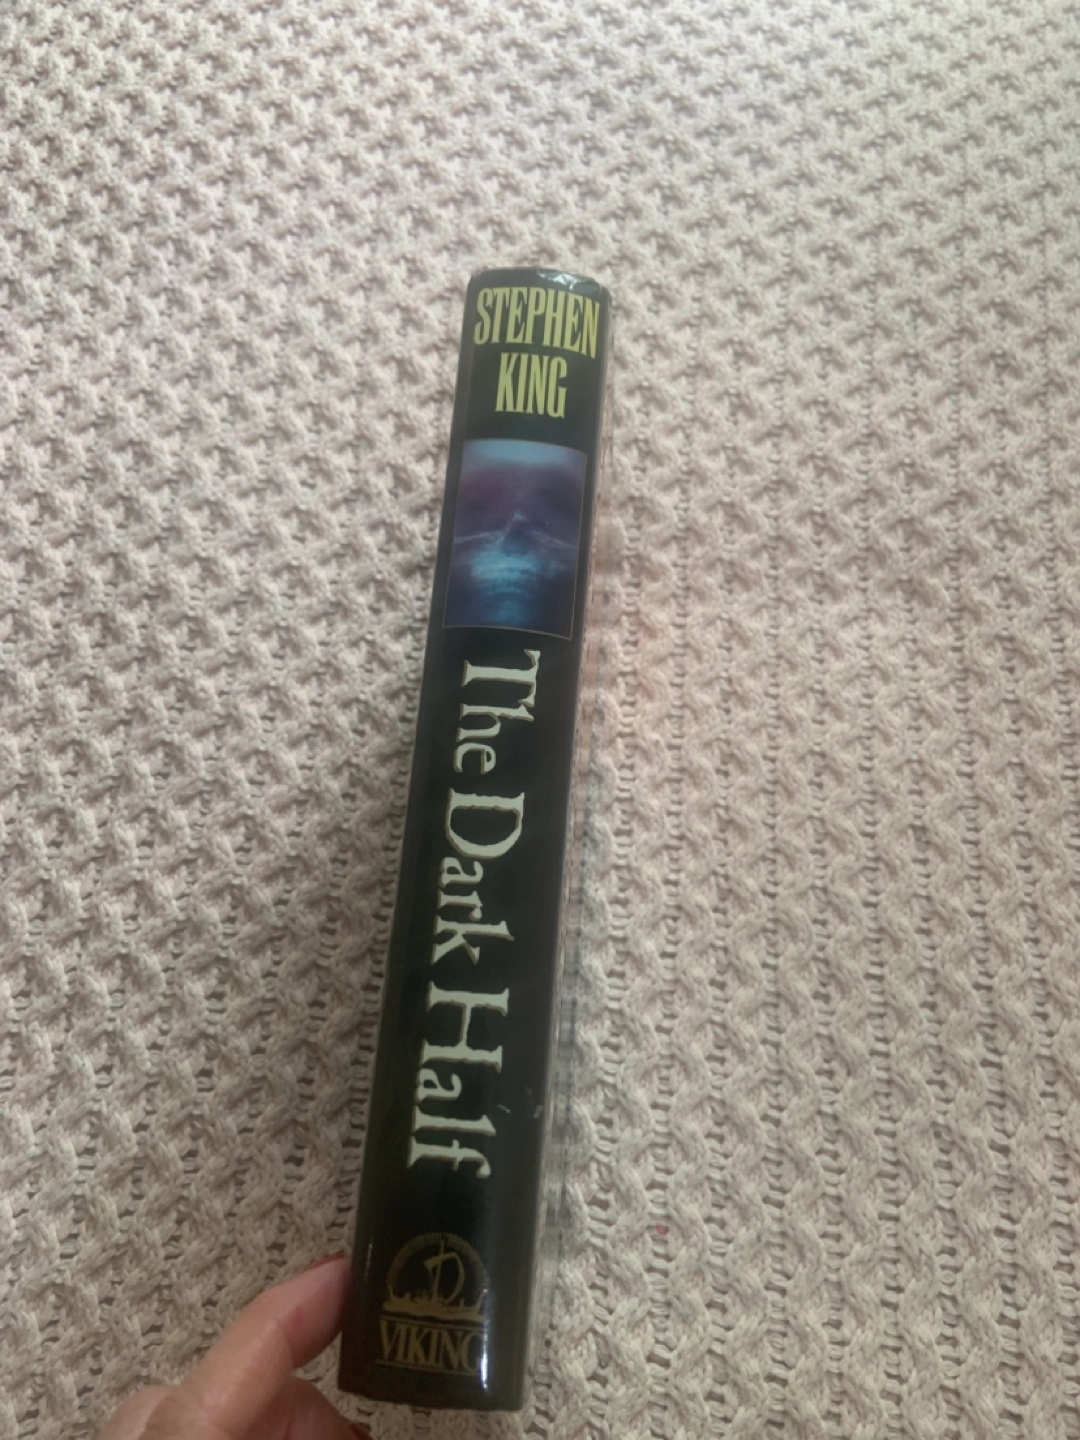 STEPHEN
KING
The Dark Half
VIKING